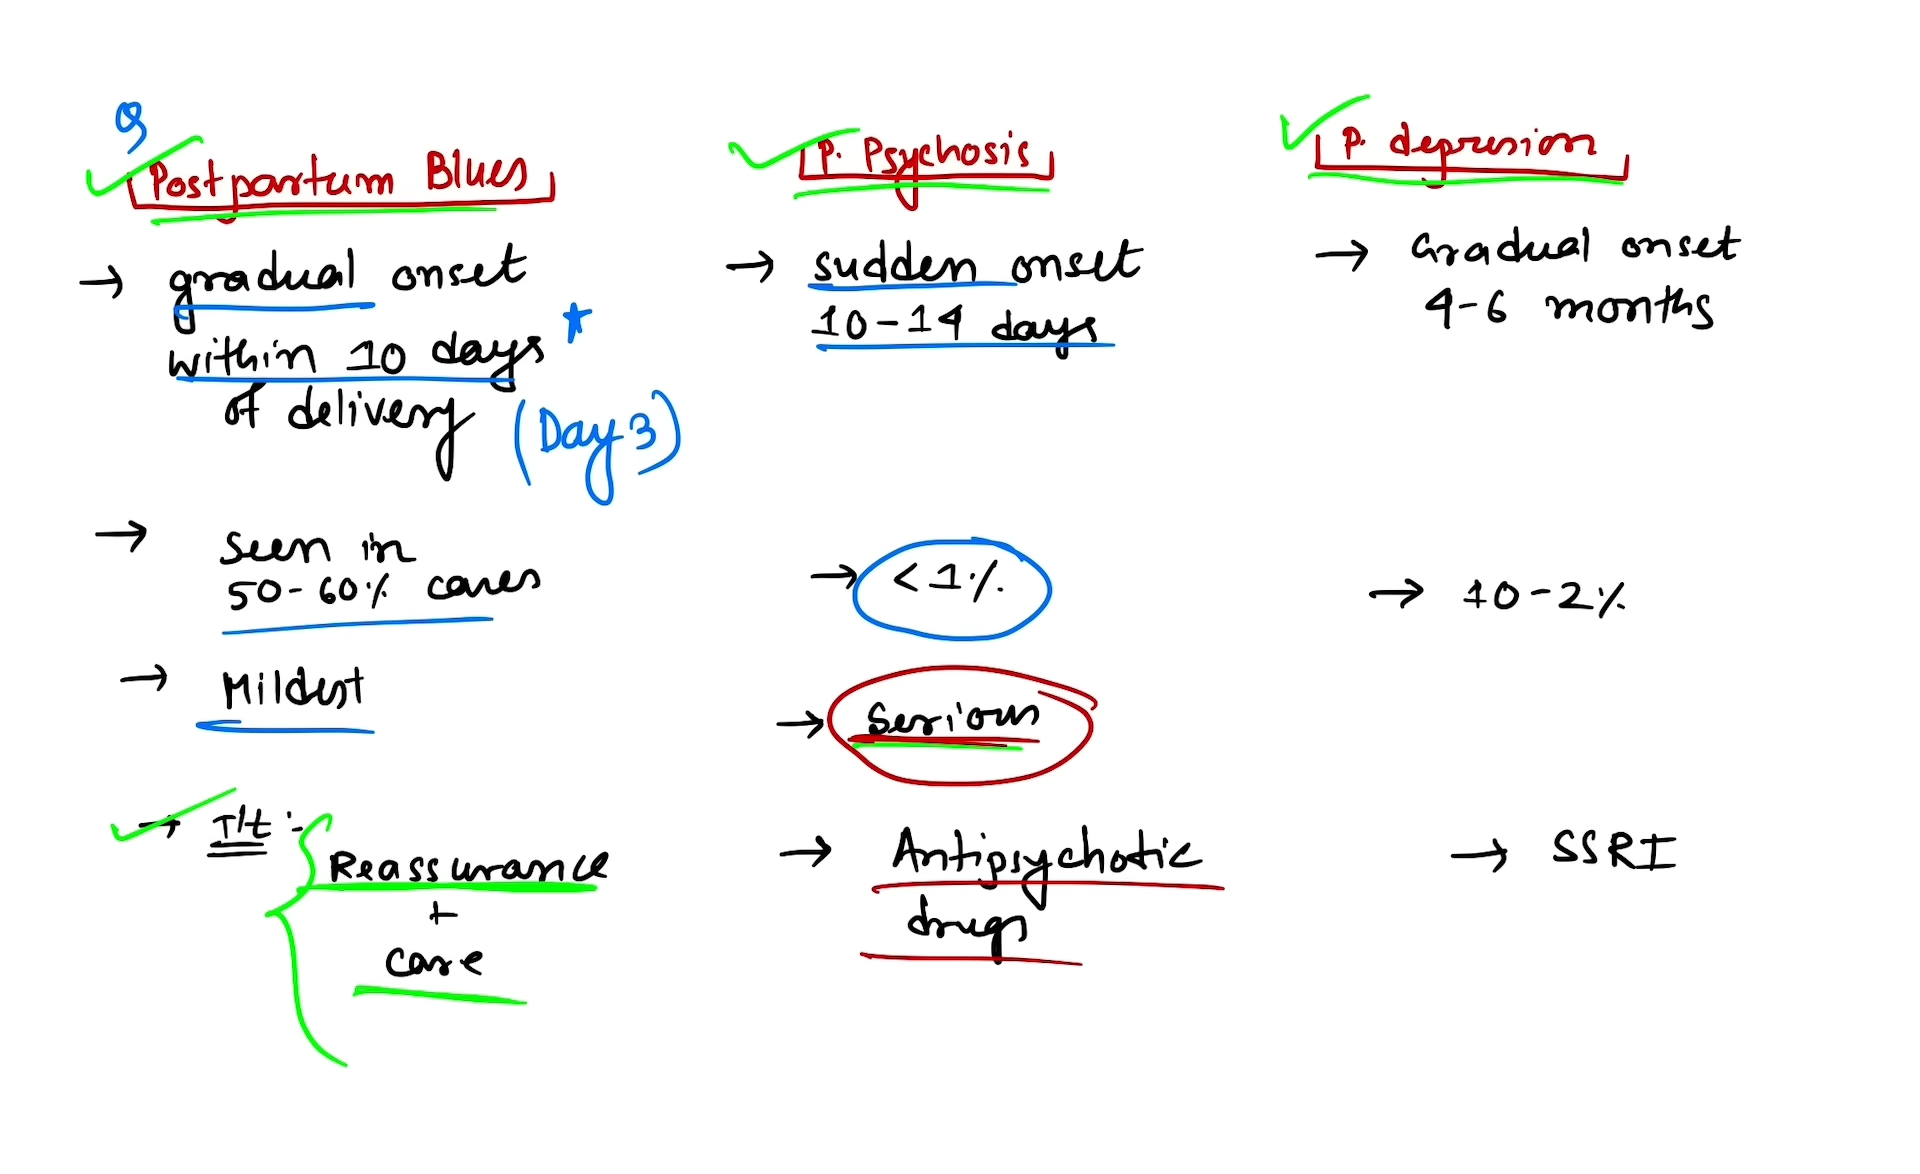 Q
Postpartum Blues
→ gradual onset
within 10 days *
of delivery (Day 3)
→ seen in
50-60% cases
→ Mildest
→ T/t :-
Reassurance
+
care
P. Psychosis
→ sudden onset
10-14 days
→ <1%
→ Serious
→ Antipsychotic
drugs
P. depression
→ Gradual onset
4-6 months
→ 10-2%
→ SSRI